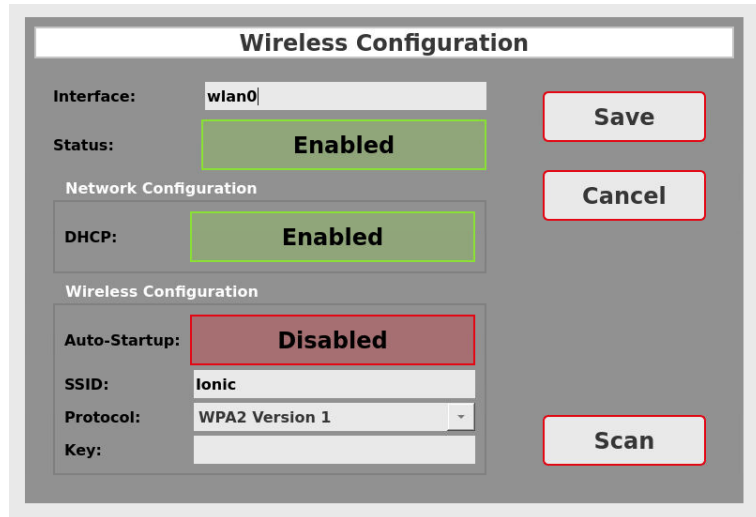 Wireless Configuration
Interface: wlan0
Save
Status: Enabled
Cancel
Network Configuration
DHCP: Enabled
Wireless Configuration
Auto-Startup: Disabled
SSID: Ionic
Protocol: WPA2 Version 1
Key:
Scan